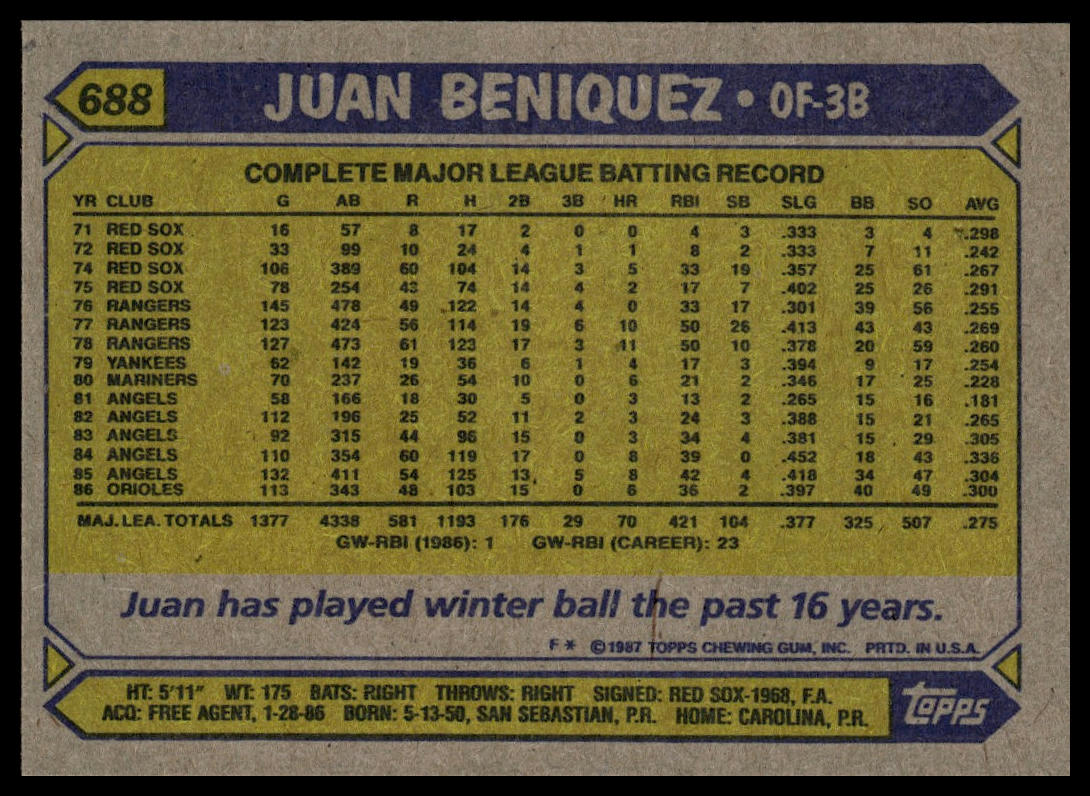 688 JUAN BENIQUEZ • OF-3B
COMPLETE MAJOR LEAGUE BATTING RECORD
YR CLUB G AB R H 2B 3B HR RBI SB SLG BB SO AVG
71 RED SOX 16 57 8 17 2 0 0 4 3 .333 3 4 .298
72 RED SOX 33 99 10 24 4 1 1 8 2 .333 7 11 .242
74 RED SOX 106 389 60 104 14 3 5 33 19 .357 25 61 .267
75 RED SOX 78 254 43 74 14 4 2 17 7 .402 25 26 .291
76 RANGERS 145 478 49 122 14 4 0 33 17 .301 39 56 .255
77 RANGERS 123 424 56 114 19 6 10 50 26 .413 43 43 .269
78 RANGERS 127 473 61 123 17 3 11 50 10 .378 20 59 .260
79 YANKEES 62 142 19 36 6 1 4 17 3 .394 9 17 .254
80 MARINERS 70 237 26 54 10 0 6 21 2 .346 17 25 .228
81 ANGELS 58 166 18 30 5 0 3 13 2 .265 15 16 .181
82 ANGELS 112 196 25 52 11 2 3 24 3 .388 15 21 .265
83 ANGELS 92 315 44 96 15 0 3 34 4 .381 15 29 .305
84 ANGELS 110 354 60 119 17 0 8 39 0 .452 18 43 .336
85 ANGELS 132 411 54 125 13 5 8 42 4 .418 34 47 .304
86 ORIOLES 113 343 48 103 15 0 6 36 2 .397 40 49 .300
MAJ. LEA. TOTALS 1377 4338 581 1193 176 29 70 421 104 .377 325 507 .275
GW-RBI (1986): 1 GW-RBI (CAREER): 23
Juan has played winter ball the past 16 years.
F * ©1987 TOPPS CHEWING GUM, INC. PRTD. IN U.S.A.
HT: 5'11" WT: 175 BATS: RIGHT THROWS: RIGHT SIGNED: RED SOX-1968, F.A.
ACQ: FREE AGENT, 1-28-86 BORN: 5-13-50, SAN SEBASTIAN, P.R. HOME: CAROLINA, P.R.
Topps